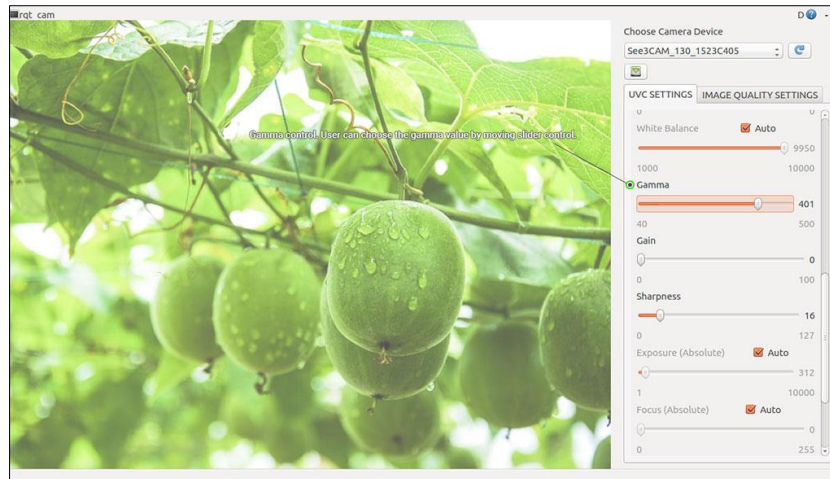 rqt_cam
D
Choose Camera Device
See3CAM_130_1523C405
UVC SETTINGS
IMAGE QUALITY SETTINGS
0 0
White Balance Auto
9950
1000 10000
Gamma control. User can choose the gamma value by moving slider control.
Gamma
401
40 500
Gain
0
0 100
Sharpness
16
0 127
Exposure (Absolute) Auto
312
1 10000
Focus (Absolute) Auto
0
0 255